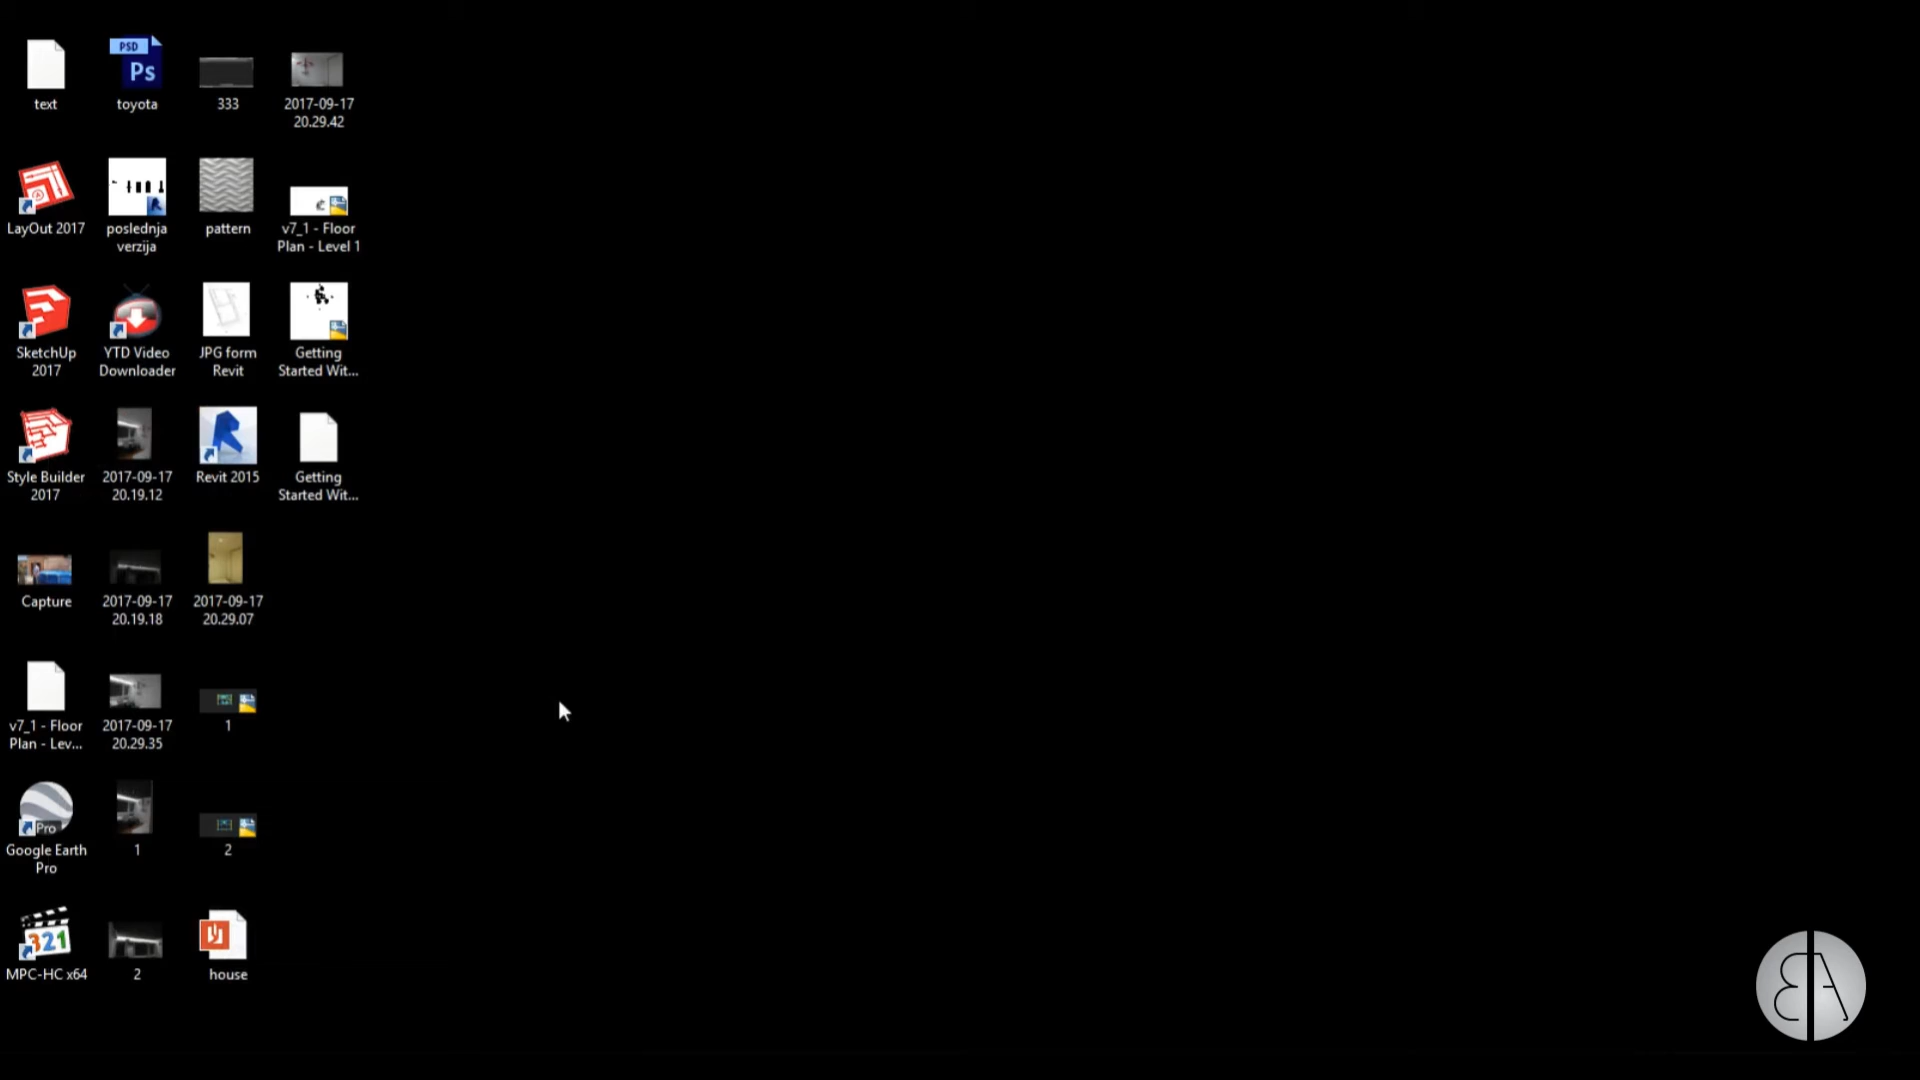 text
toyota
333
2017-09-17
20.29.42
PSD
Ps
LayOut 2017
poslednja
verzija
pattern
v7_1 - Floor
Plan - Level 1
SketchUp
2017
YTD Video
Downloader
JPG form
Revit
Getting
Started Wit...
Style Builder
2017
2017-09-17
20.19.12
Revit 2015
Getting
Started Wit...
Capture
2017-09-17
20.19.18
2017-09-17
20.29.07
v7_1 - Floor
Plan - Lev...
2017-09-17
20.29.35
1
Pro
Google Earth
Pro
1
2
321
MPC-HC x64
2
house
BA